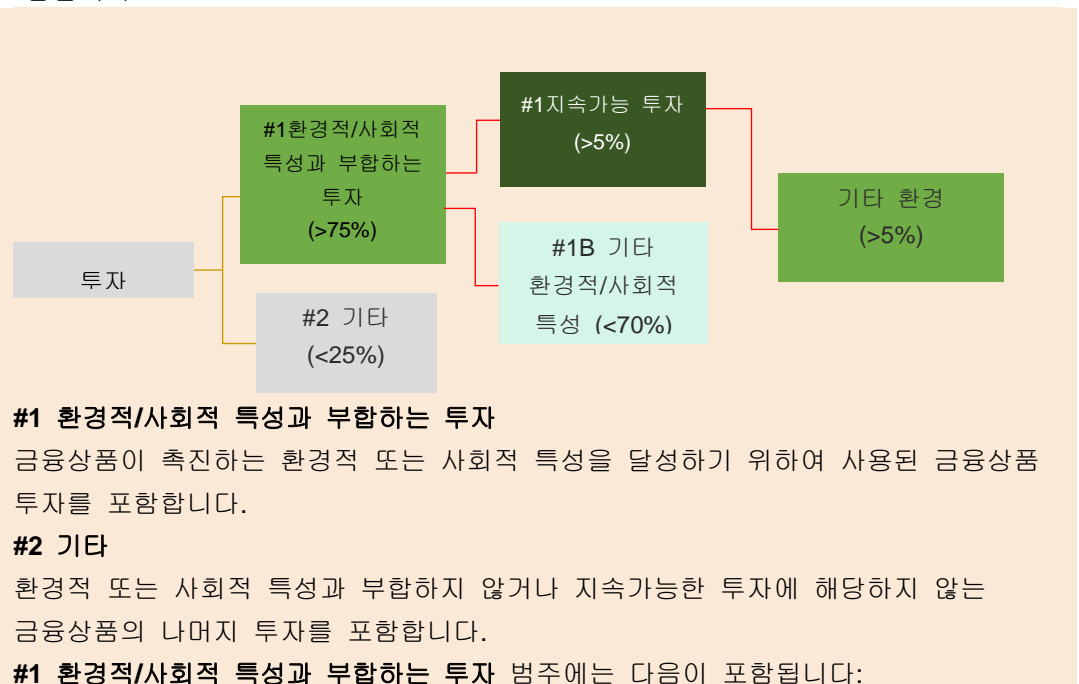 #1환경적/사회적
특성과 부합하는
투자
(>75%)
#1지속가능 투자
(>5%)
기타 환경
(>5%)
투자
#2 기타
(<25%)
#1B 기타
환경적/사회적
특성 (<70%)
#1 환경적/사회적 특성과 부합하는 투자
금융상품이 촉진하는 환경적 또는 사회적 특성을 달성하기 위하여 사용된 금융상품
투자를 포함합니다.
#2 기타
환경적 또는 사회적 특성과 부합하지 않거나 지속가능한 투자에 해당하지 않는
금융상품의 나머지 투자를 포함합니다.
#1 환경적/사회적 특성과 부합하는 투자 범주에는 다음이 포함됩니다: